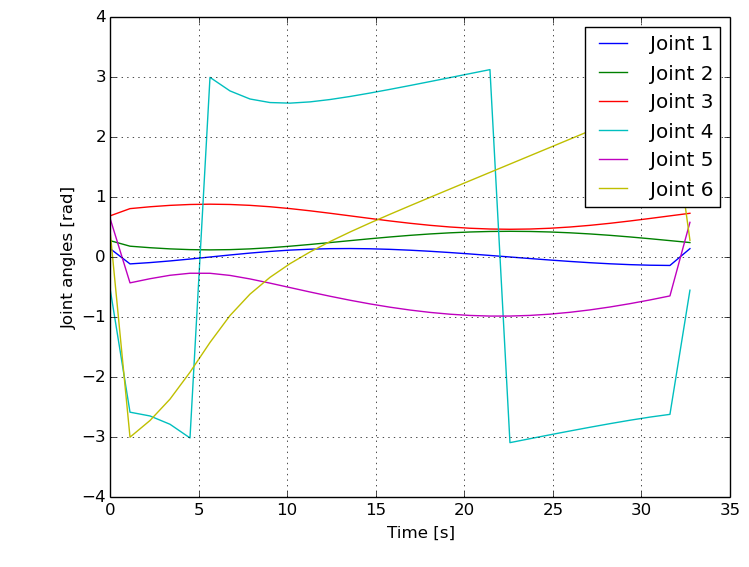 4
3
2
1
0
−1
−2
−3
−4
Joint angles [rad]
Joint 1
Joint 2
Joint 3
Joint 4
Joint 5
Joint 6
0 5 10 15 20 25 30 35
Time [s]